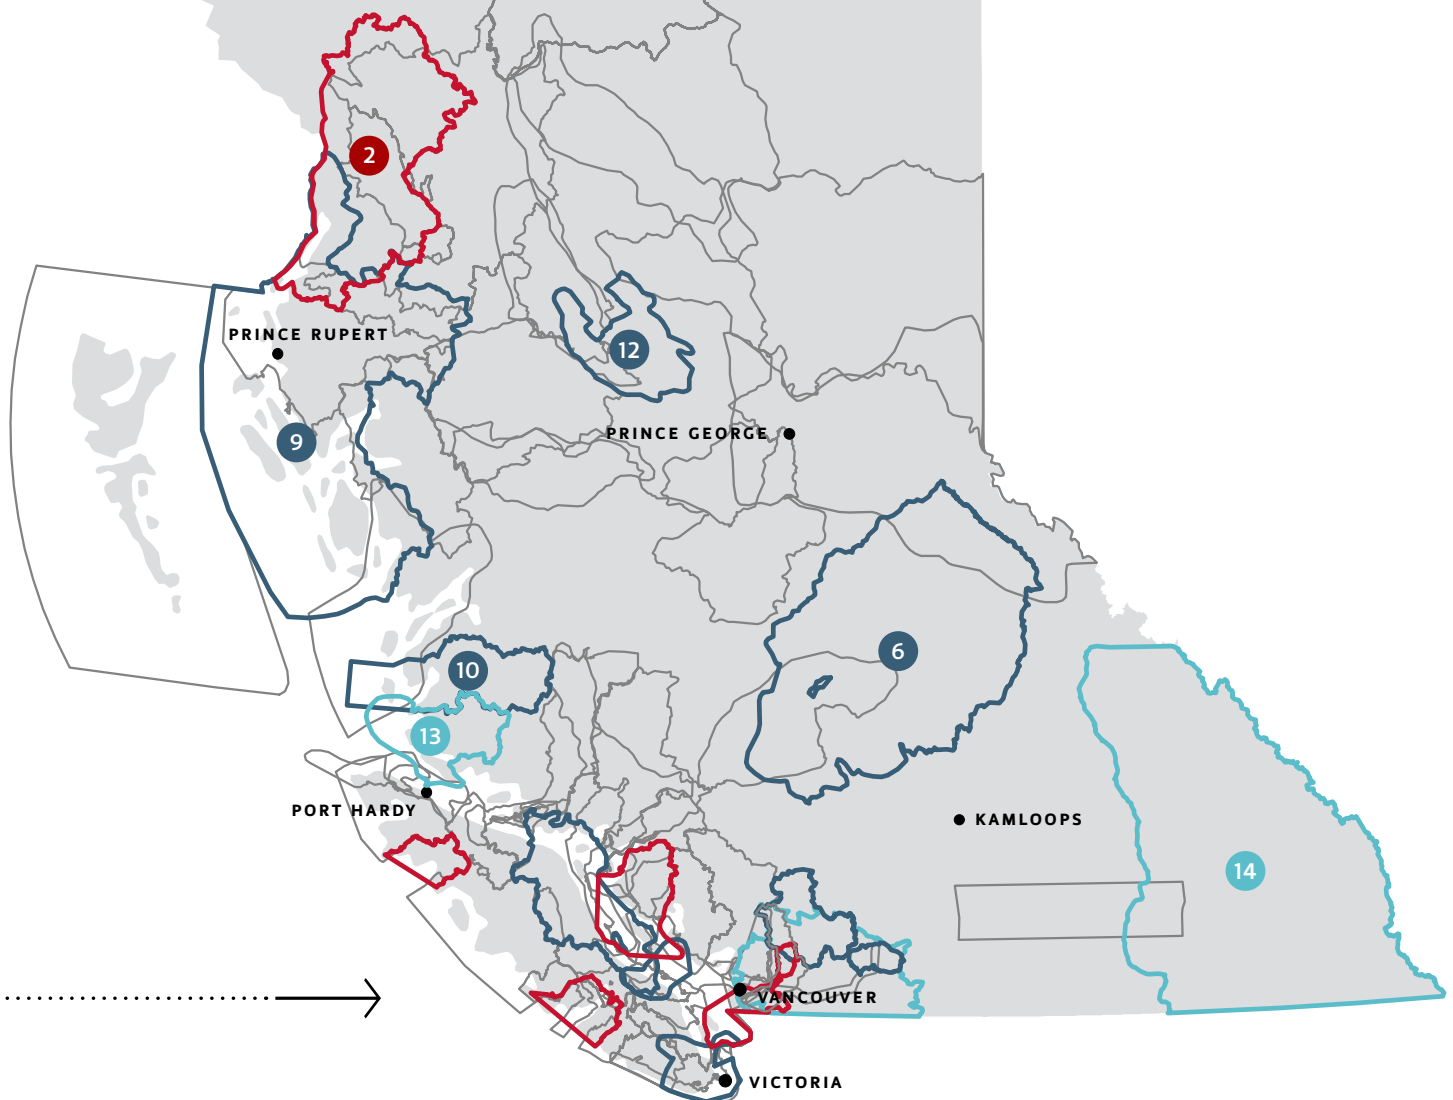 2
PRINCE RUPERT
12
9
PRINCE GEORGE
6
10
13
PORT HARDY
KAMLOOPS
14
VANCOUVER
VICTORIA